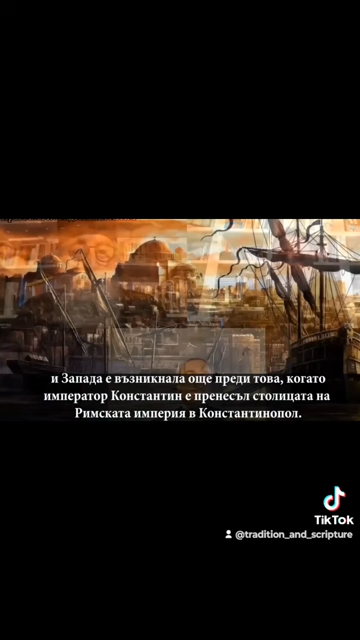 и Запада е възникнала още преди това, когато
император Константин е пренесъл столицата на
Римската империя в Константинопол.
TikTok
@tradition_and_scripture